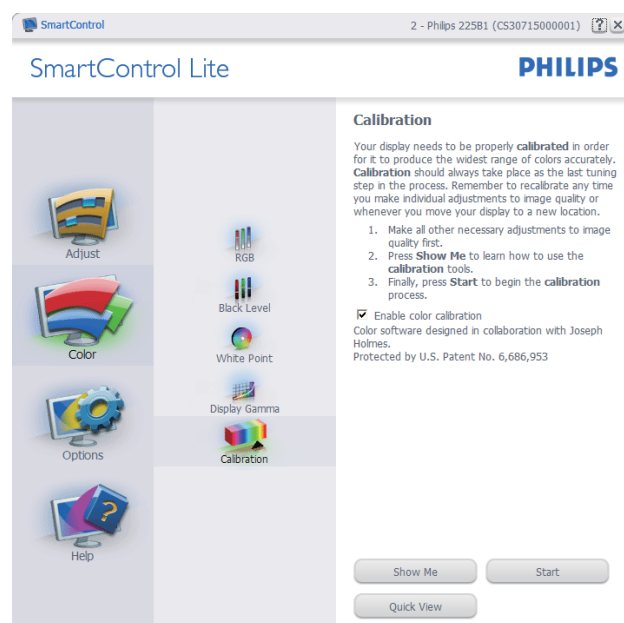 SmartControl
2 - Philips 225B1 (CS30715000001)
?
X
SmartControl Lite
PHILIPS
Adjust
Color
Options
Help
RGB
Black Level
White Point
Display Gamma
Calibration
Calibration
Your display needs to be properly calibrated in order
for it to produce the widest range of colors accurately.
Calibration should always take place as the last tuning
step in the process. Remember to recalibrate any time
you make individual adjustments to image quality or
whenever you move your display to a new location.
1. Make all other necessary adjustments to image
quality first.
2. Press Show Me to learn how to use the
calibration tools.
3. Finally, press Start to begin the calibration
process.
Enable color calibration
Color software designed in collaboration with Joseph
Holmes.
Protected by U.S. Patent No. 6,686,953
Show Me
Start
Quick View